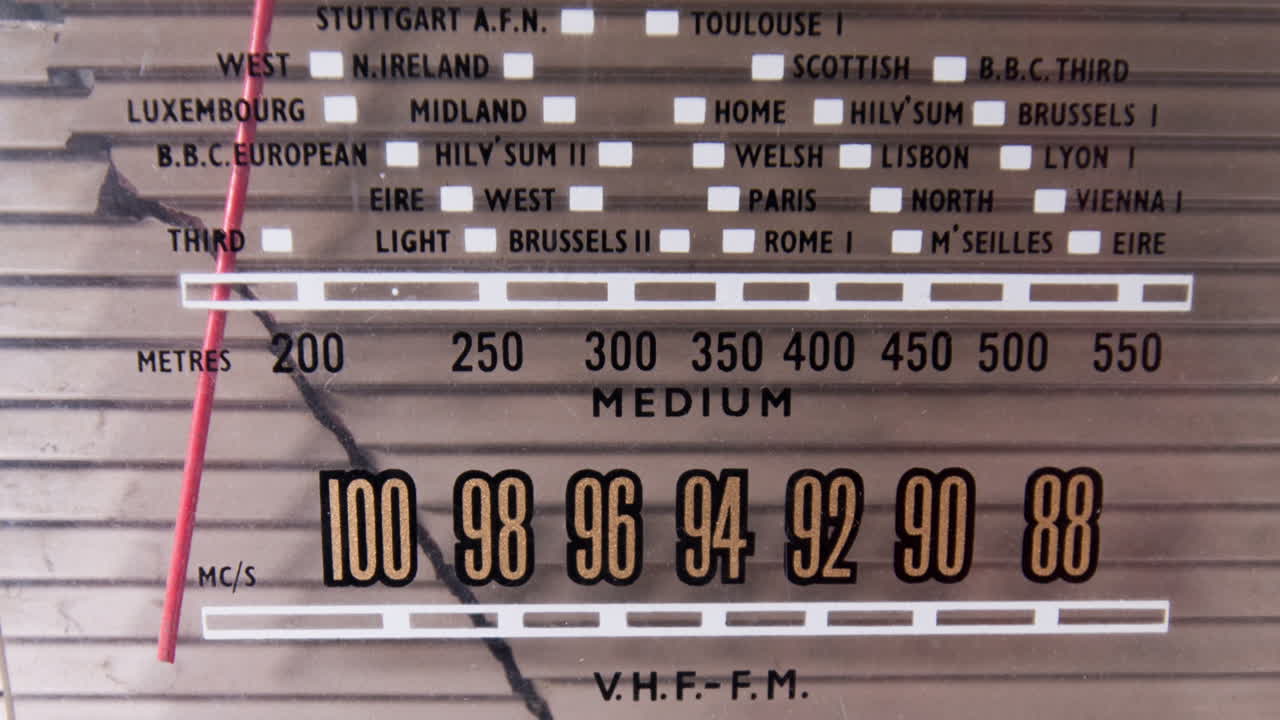 STUTTGART A.F.N. TOULOUSE I
WEST N.IRELAND SCOTTISH B.B.C. THIRD
LUXEMBOURG MIDLAND HOME HILV'SUM BRUSSELS I
B.B.C. EUROPEAN HILV'SUM II WELSH LISBON LYON I
EIRE WEST PARIS NORTH VIENNA I
THIRD LIGHT BRUSSELS II ROME I M'SEILLES EIRE
METRES 200 250 300 350 400 450 500 550
MEDIUM
100 98 96 94 92 90 88
MC/S
V.H.F.-F.M.